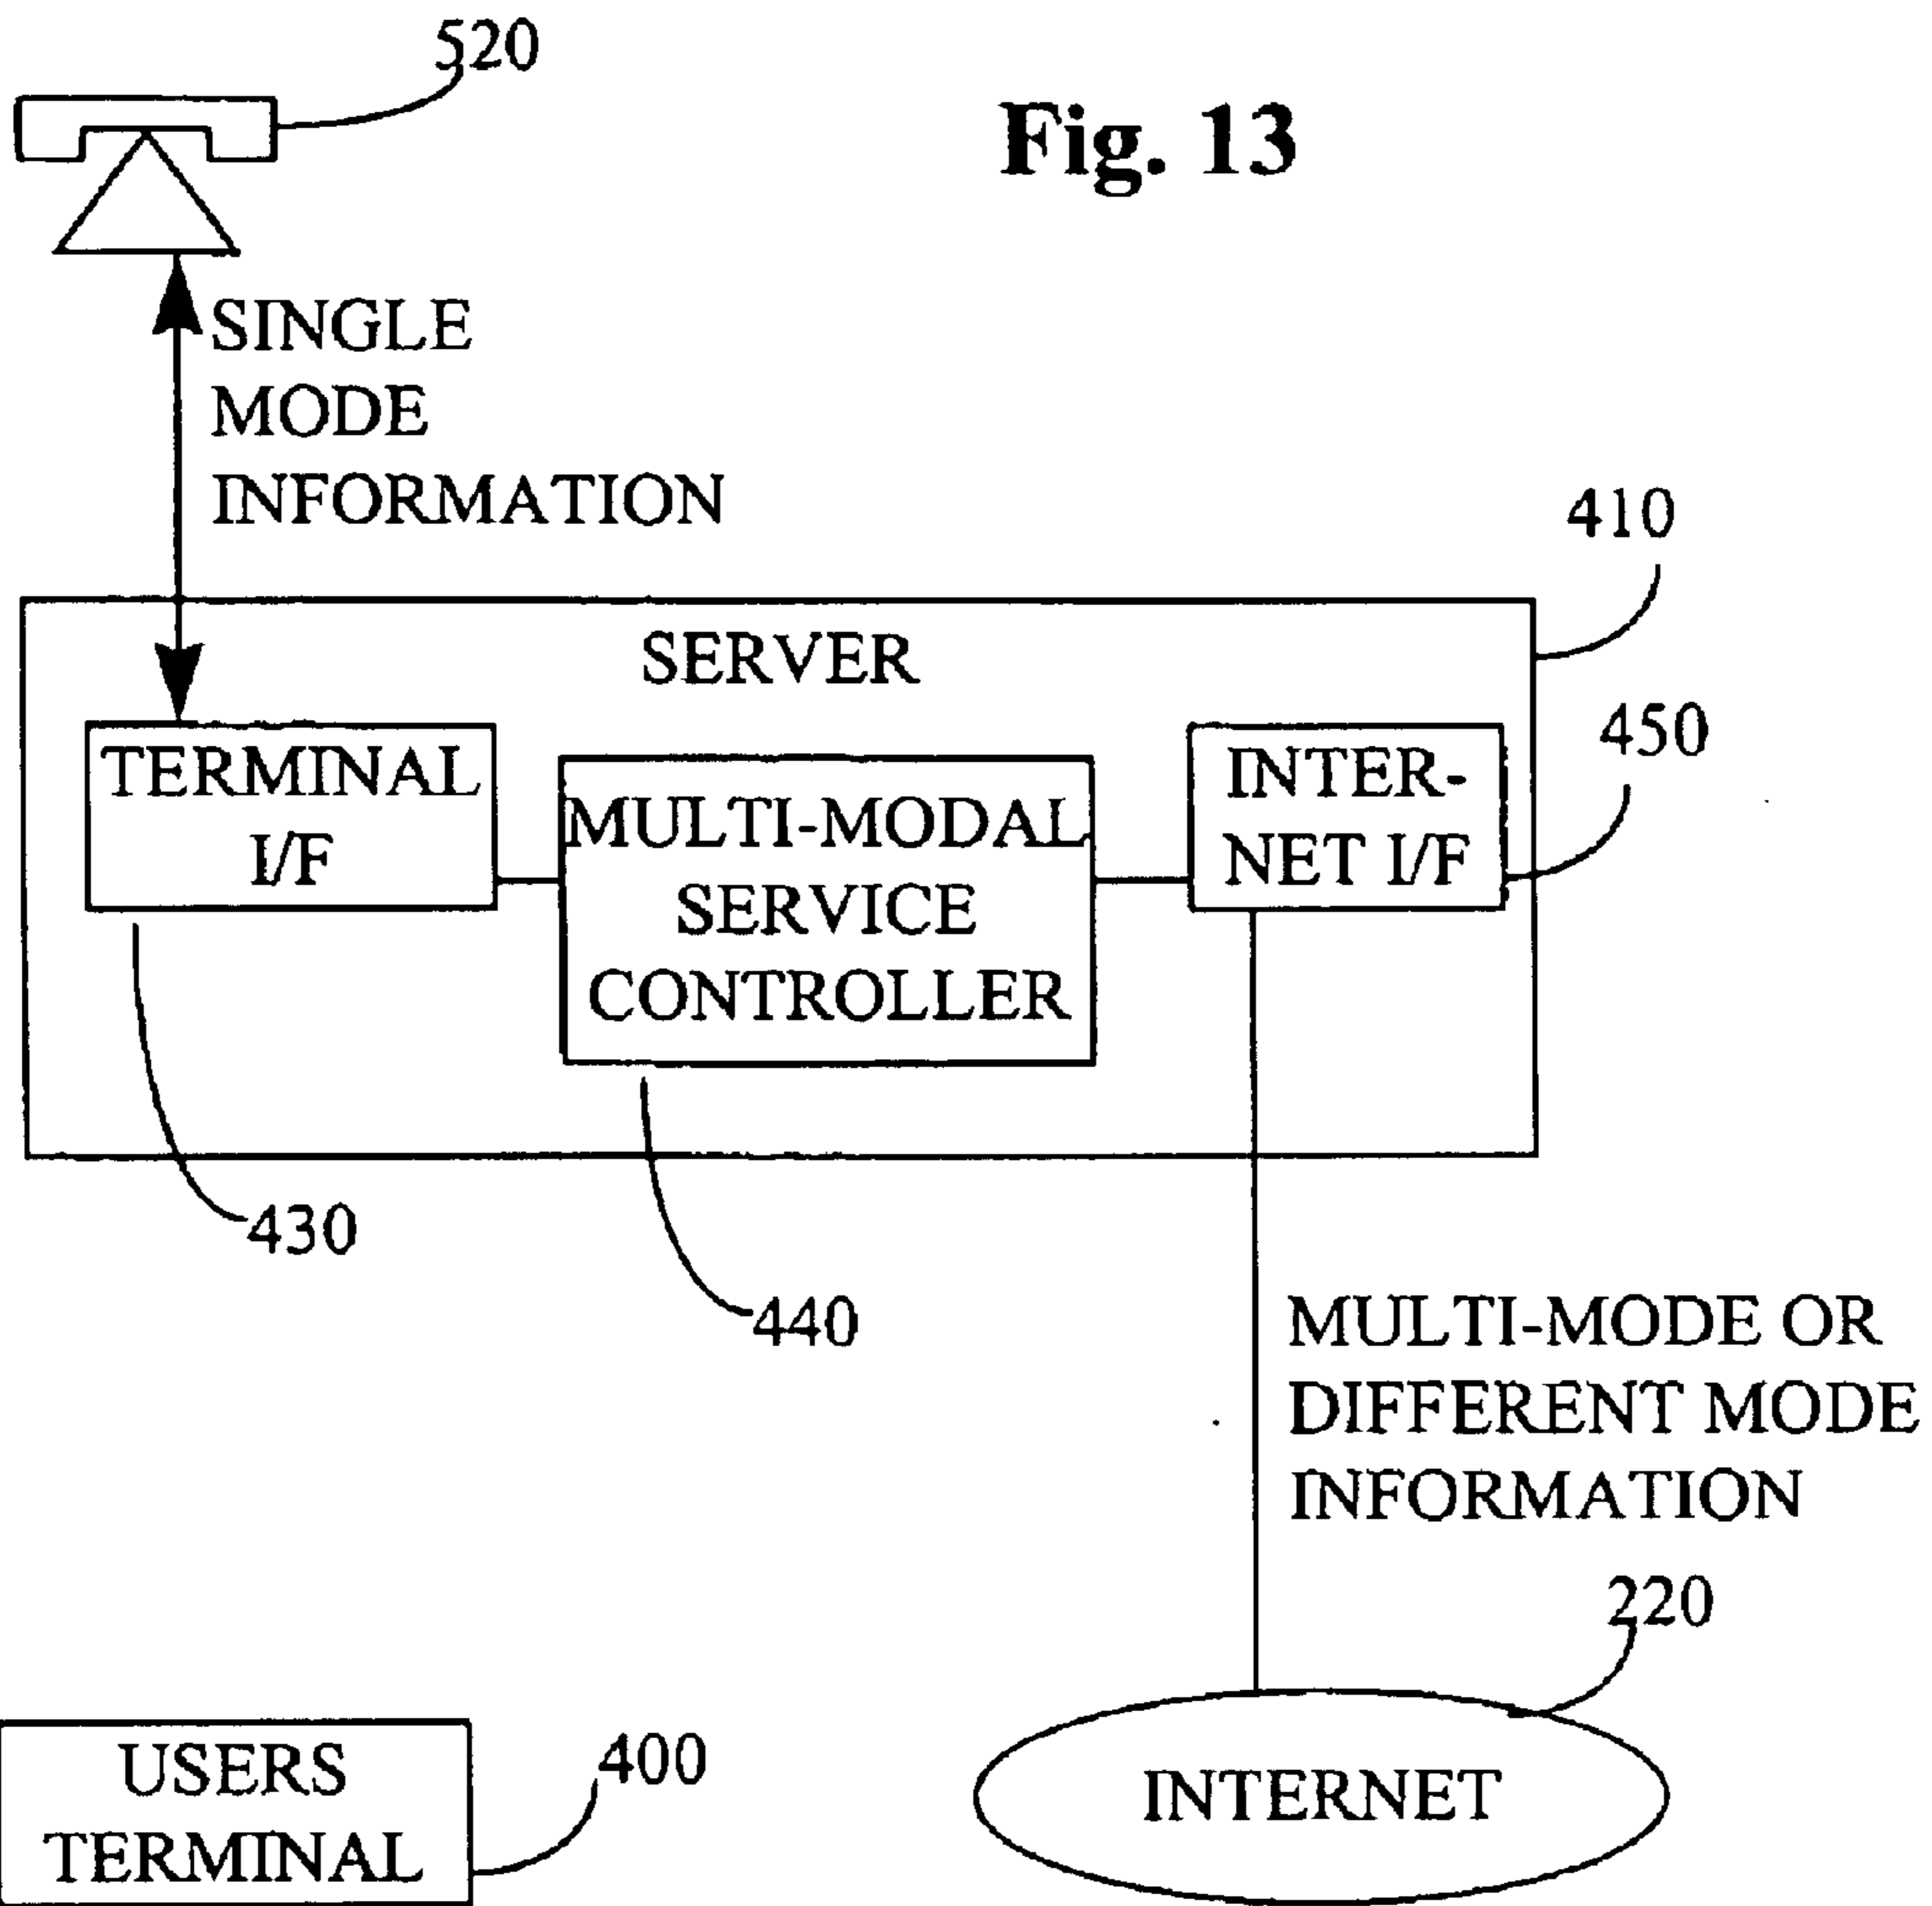 520
Fig. 13
SINGLE
MODE
INFORMATION
410
SERVER
450
TERMINAL
I/F
MULTI-MODAL
SERVICE
CONTROLLER
INTER-
NET I/F
430
440
MULTI-MODE OR
DIFFERENT MODE
INFORMATION
220
USERS
TERMINAL
400
INTERNET